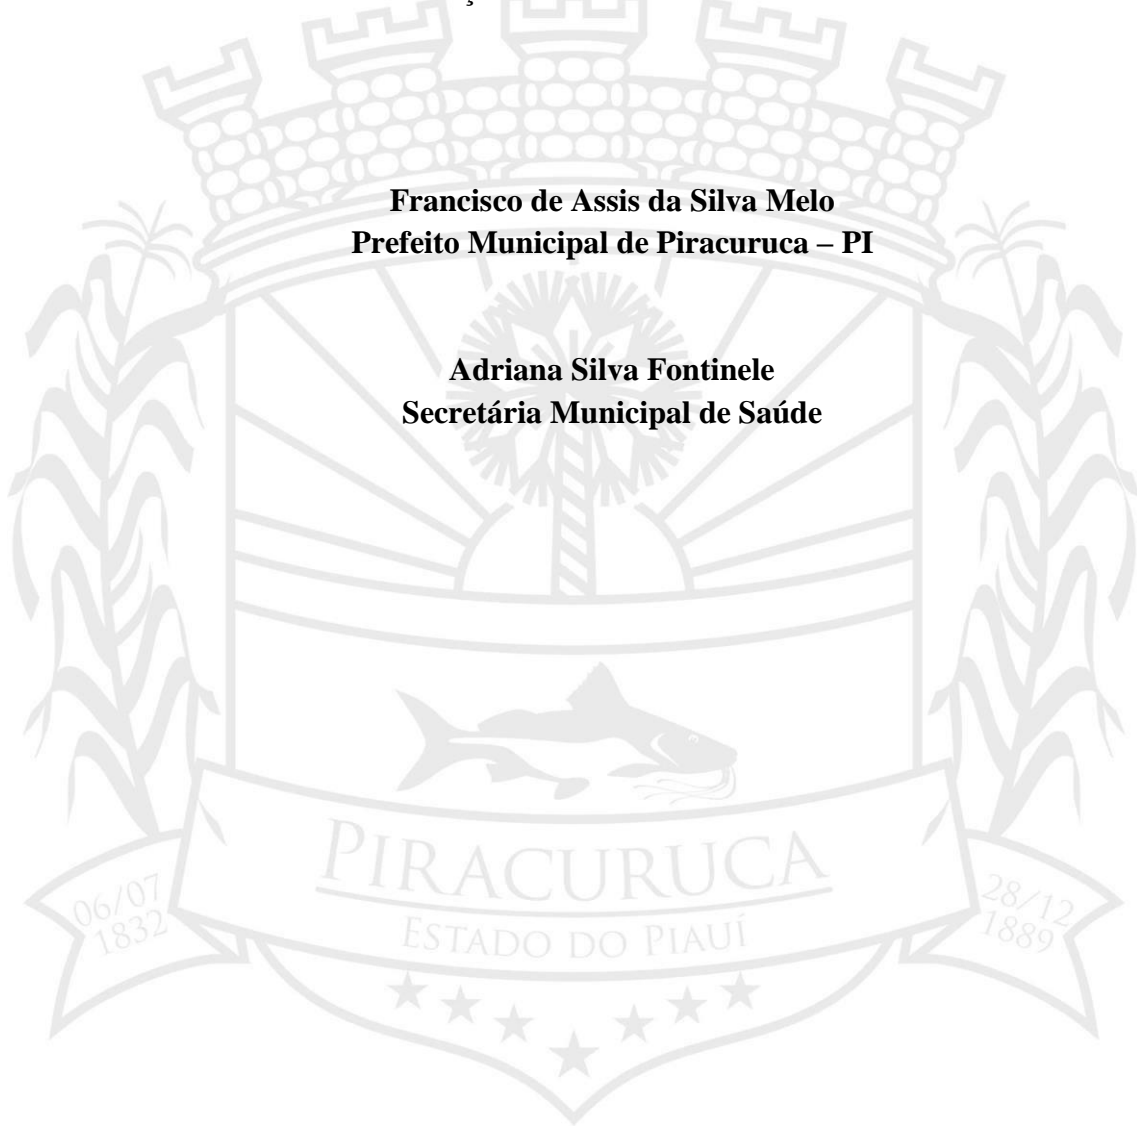 Francisco de Assis da Silva Melo
Prefeito Municipal de Piracuruca – PI
Adriana Silva Fontinele
Secretária Municipal de Saúde
PIRACURUCA
06/07
1832
28/12
1889
ESTADO DO PIAUÍ